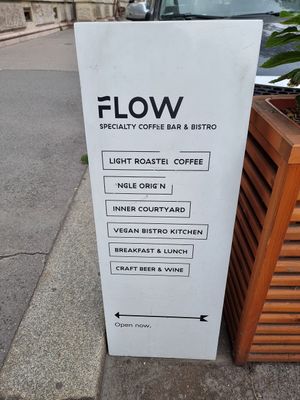 FLOW
SPECIALTY COFFEE BAR & BISTRO
LIGHT ROASTE COFFEE
NGLE ORIG N
INNER COURTYARD
VEGAN BISTRO KITCHEN
BREAKFAST & LUNCH
CRAFT BEER & WINE
Open now.